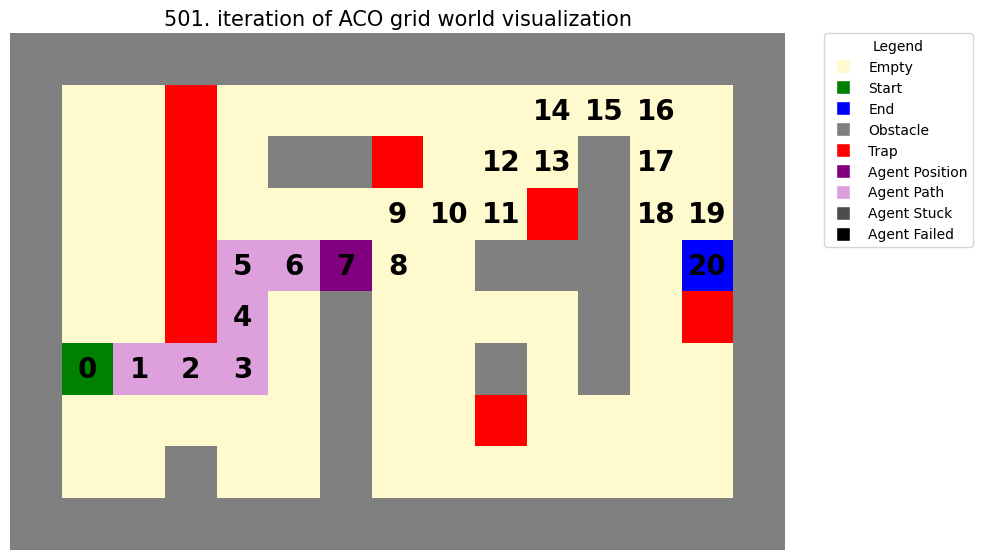 501. iteration of ACO grid world visualization
14 15 16
12 13 17
9 10 11 18 19
5 6 7 8 20
4
0 1 2 3
Legend
Empty
Start
End
Obstacle
Trap
Agent Position
Agent Path
Agent Stuck
Agent Failed